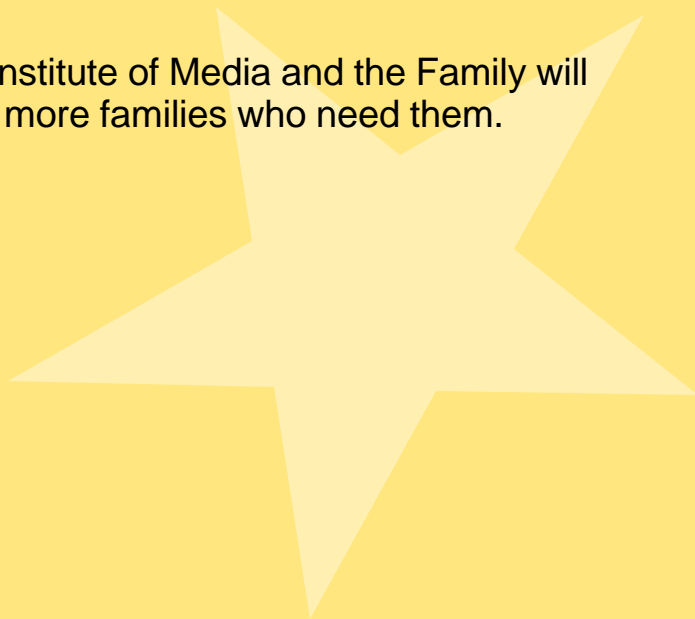 nstitute of Media and the Family will
more families who need them.